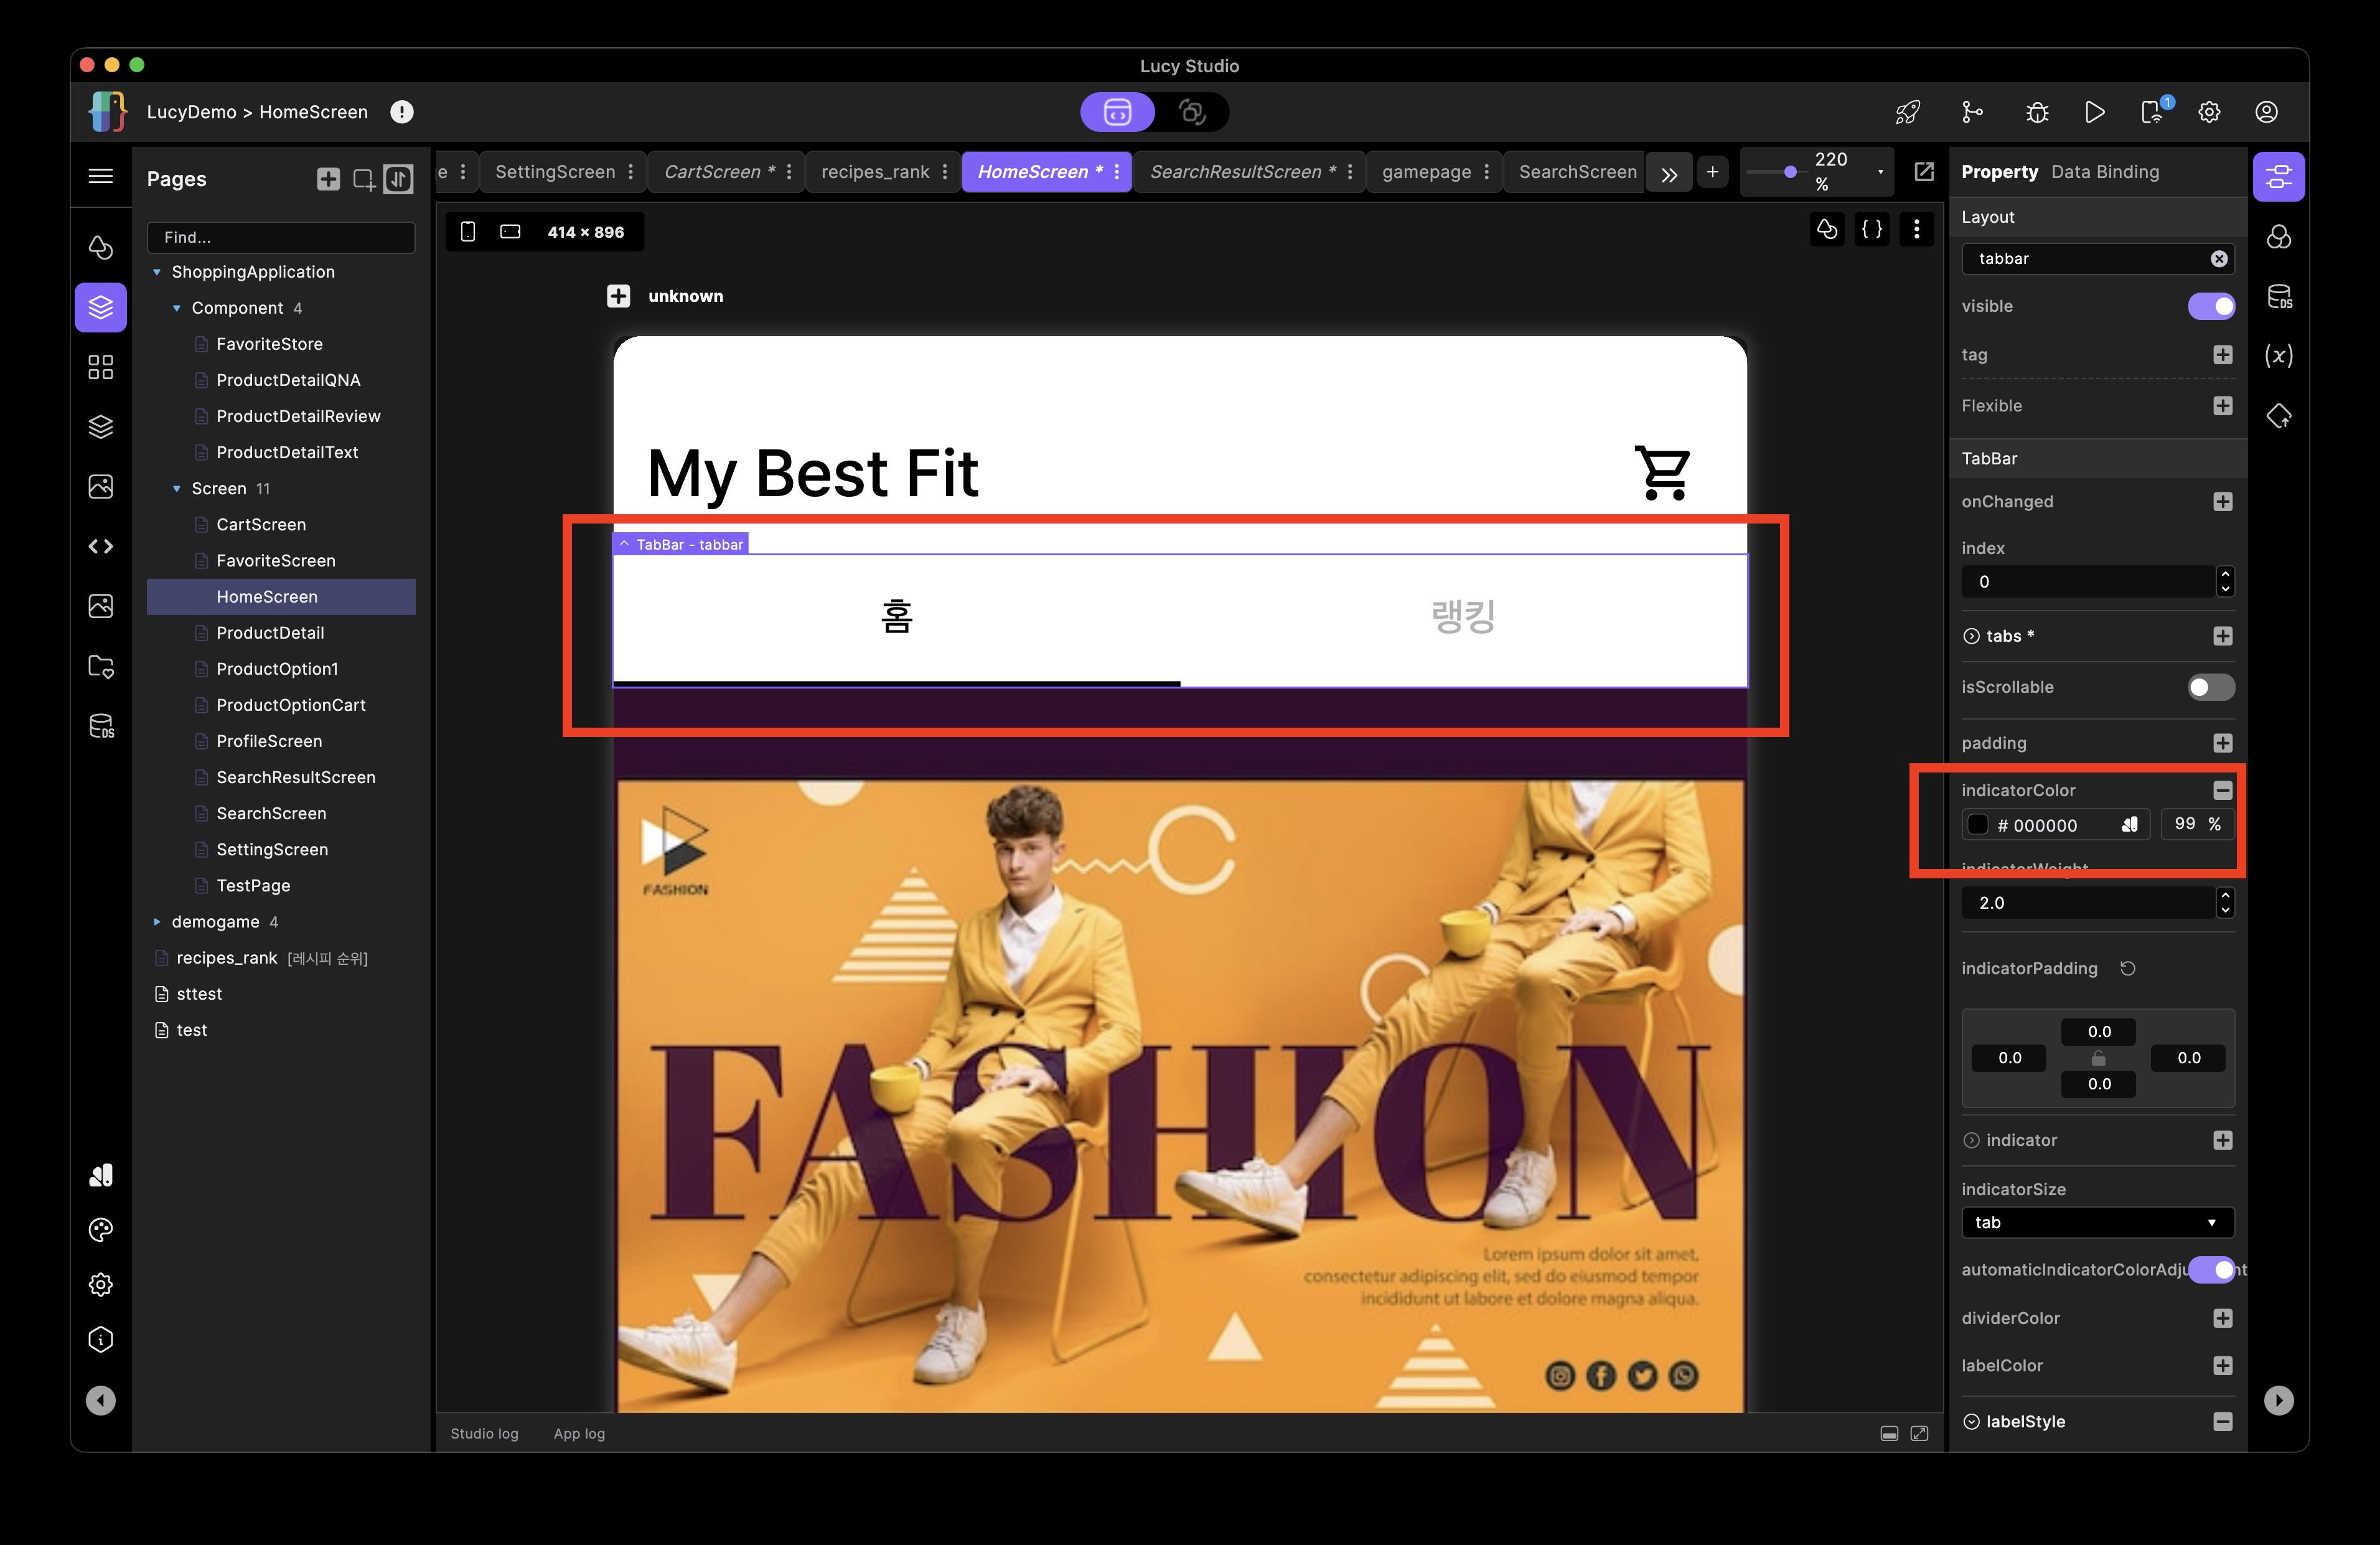 Lucy Studio
LucyDemo > HomeScreen
1
Pages
Find...
ShoppingApplication
Component 4
FavoriteStore
ProductDetailQNA
ProductDetailReview
ProductDetailText
Screen 11
CartScreen
FavoriteScreen
HomeScreen
ProductDetail
ProductOption1
ProductOptionCart
ProfileScreen
SearchResultScreen
SearchScreen
SettingScreen
TestPage
demogame 4
recipes_rank [레시피 순위]
sttest
test
e SettingScreen CartScreen * recipes_rank HomeScreen * SearchResultScreen * gamepage SearchScreen
220
%
414 × 896
unknown
My Best Fit
TabBar - tabbar
홈 랭킹
FASHION
FASHION
Lorem ipsum dolor sit amet,
consectetur adipiscing elit, sed do eiusmod tempor
incididunt ut labore et dolore magna aliqua.
Studio log App log
Property Data Binding
Layout
tabbar
visible
tag
Flexible
TabBar
onChanged
index
0
tabs *
isScrollable
padding
indicatorColor
# 000000 99 %
indicatorWeight
2.0
indicatorPadding
0.0
0.0 0.0
0.0
indicator
indicatorSize
tab
dividerColor
labelColor
labelStyle
DS
(x)
DS